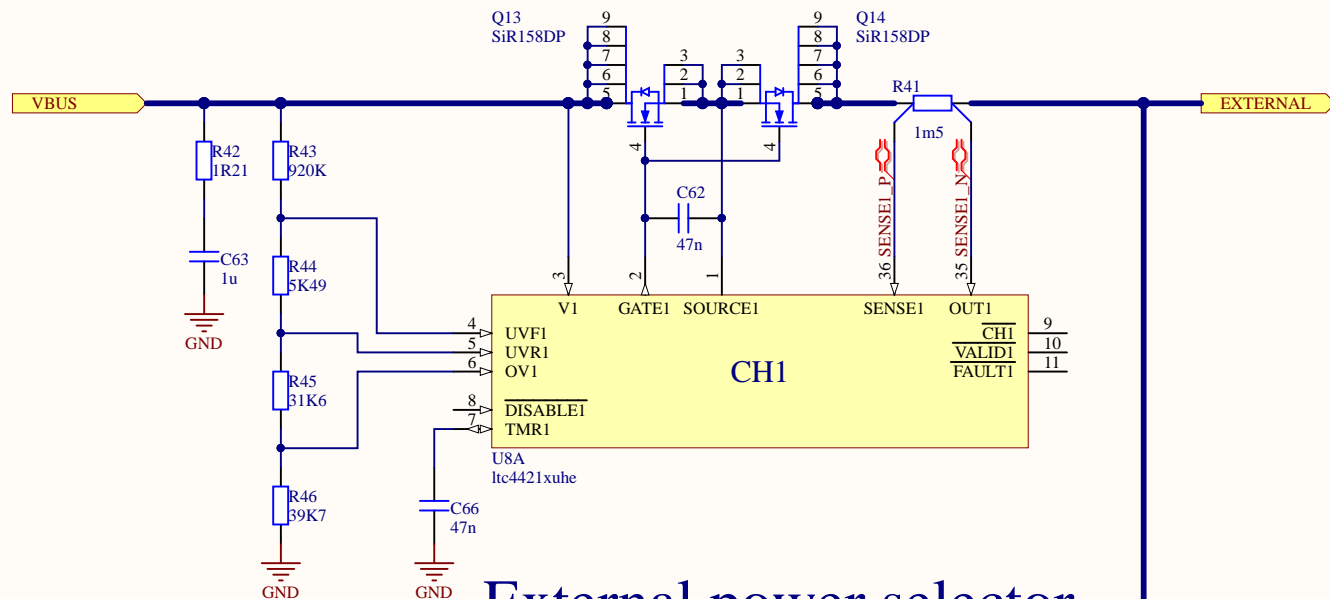 Q13
SiR158DP
Q14
SiR158DP
9
8
7
6
5
3
2
1
3
2
1
9
8
7
6
5
4
4
VBUS
R41
1m5
EXTERNAL
R42
1R21
R43
920K
C62
47n
SENSE1_P
SENSE1_N
C63
1u
GND
R44
5K49
3
2
1
36
35
V1
GATE1
SOURCE1
SENSE1
OUT1
4
UVF1
5
UVR1
6
OV1
8
DISABLE1
7
TMR1
CH1
CH1
9
VALID1
10
FAULT1
11
R45
31K6
U8A
ltc4421xuhe
R46
39K7
C66
47n
GND
GND
External power selector